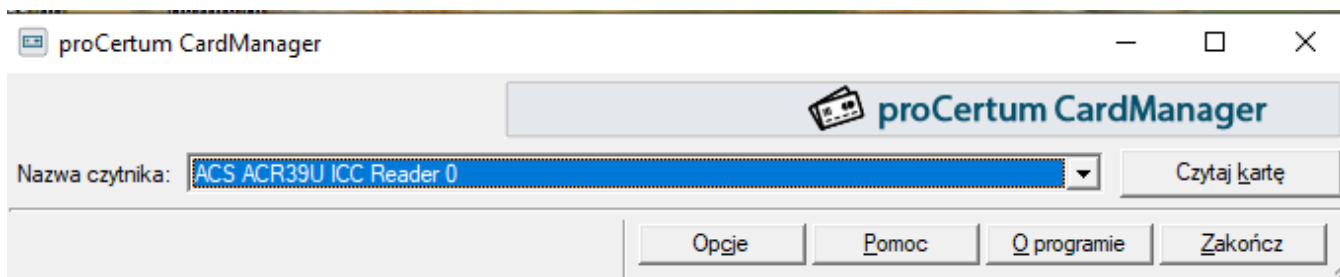 proCertum CardManager
proCertum CardManager
Nazwa czytnika: ACS ACR39U ICC Reader 0 Czytaj kartę
Opcje Pomoc O programie Zakończ